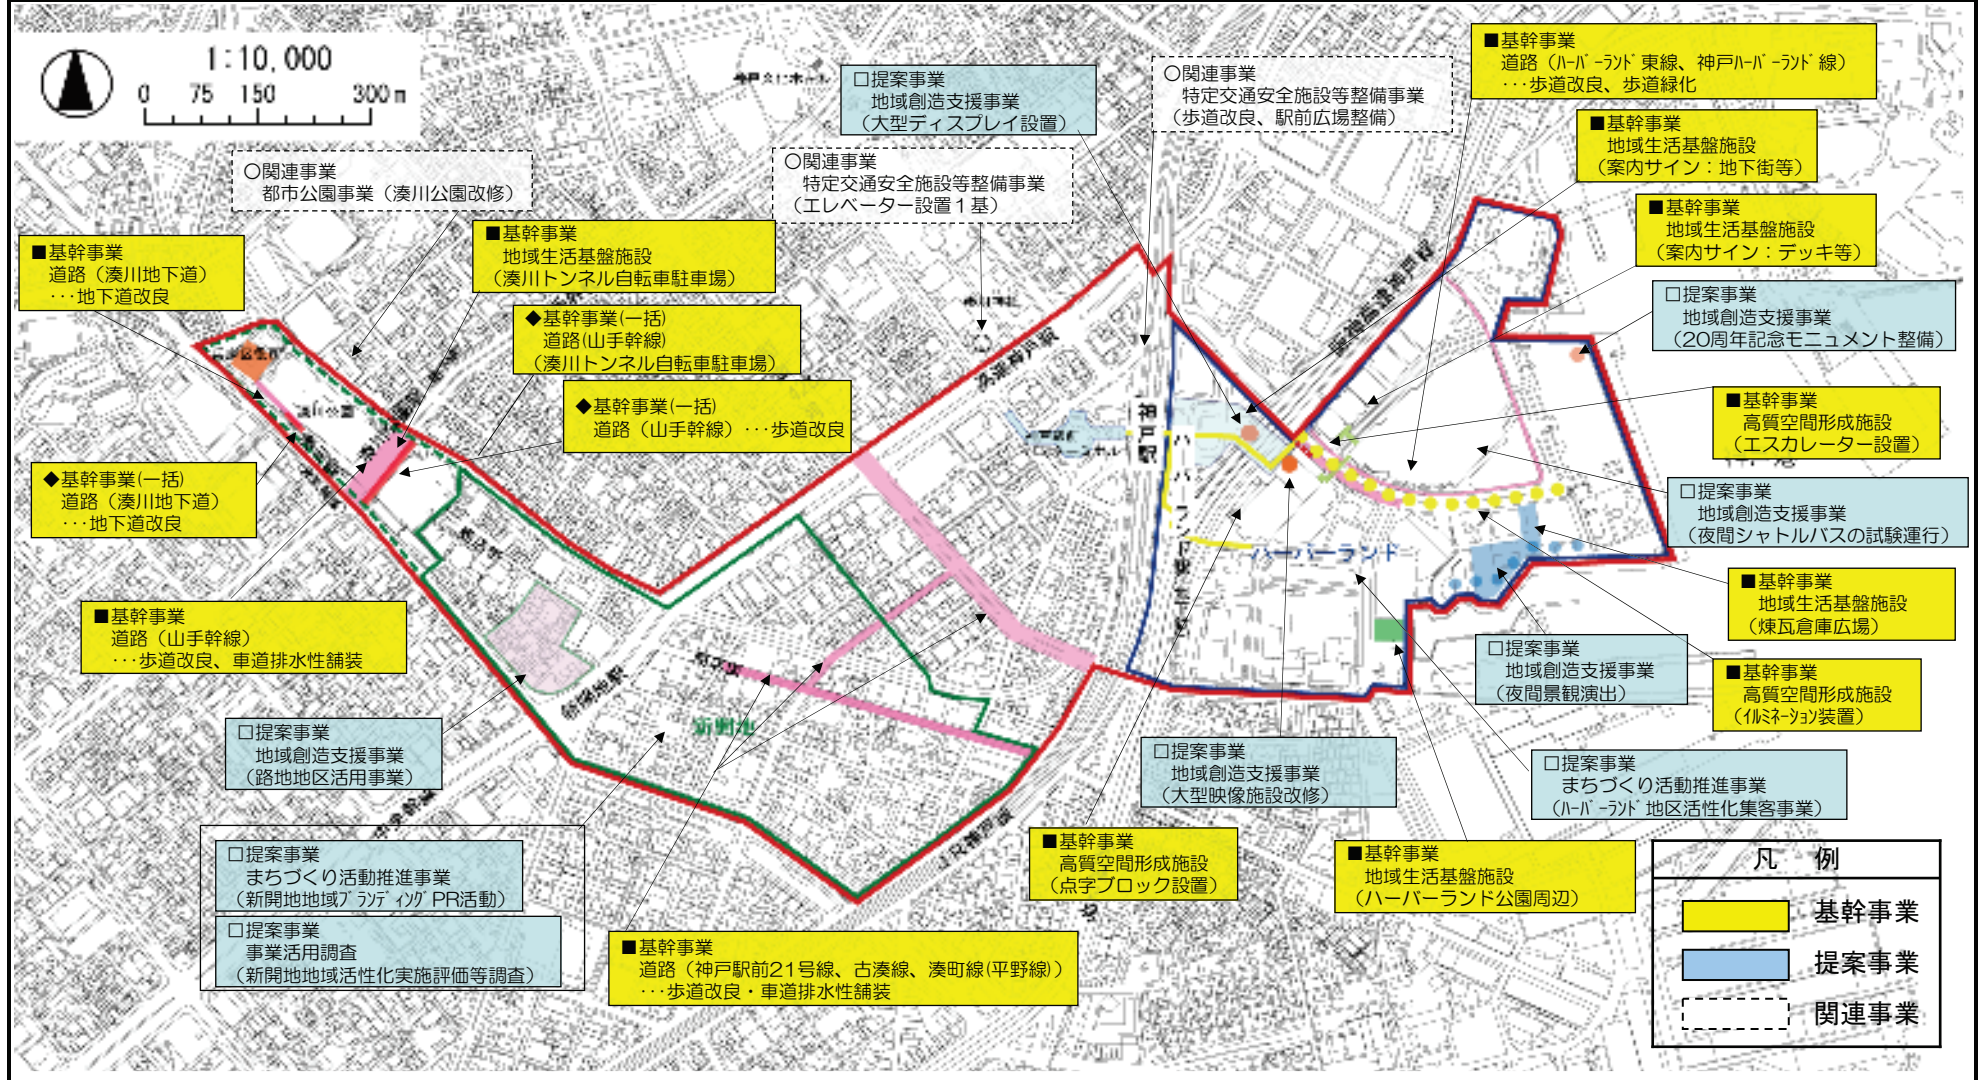 1:10,000
0 75 150 300m
■基幹事業
道路（ﾊｰﾊﾞｰﾗﾝﾄﾞ東線、神戸ﾊｰﾊﾞｰﾗﾝﾄﾞ線）
･･･歩道改良、歩道緑化
□提案事業
地域創造支援事業
（大型ディスプレイ設置）
○関連事業
特定交通安全施設等整備事業
（歩道改良、駅前広場整備）
■基幹事業
地域生活基盤施設
（案内サイン：地下街等）
○関連事業
都市公園事業（湊川公園改修）
○関連事業
特定交通安全施設等整備事業
（エレベーター設置１基）
■基幹事業
地域生活基盤施設
（案内サイン：デッキ等）
■基幹事業
道路（湊川地下道）
･･･地下道改良
■基幹事業
地域生活基盤施設
（湊川トンネル自転車駐車場）
□提案事業
地域創造支援事業
（20周年記念モニュメント整備）
◆基幹事業(一括)
道路(山手幹線)
（湊川トンネル自転車駐車場）
◆基幹事業(一括)
道路（山手幹線）･･･歩道改良
■基幹事業
高質空間形成施設
（エスカレーター設置）
◆基幹事業(一括)
道路（湊川地下道）
･･･地下道改良
□提案事業
地域創造支援事業
（夜間シャトルバスの試験運行）
ハーバーランド
■基幹事業
地域生活基盤施設
（煉瓦倉庫広場）
■基幹事業
道路（山手幹線）
･･･歩道改良、車道排水性舗装
□提案事業
地域創造支援事業
（夜間景観演出）
■基幹事業
高質空間形成施設
（ｲﾙﾐﾈｰｼｮﾝ装置）
新開地
□提案事業
地域創造支援事業
（路地地区活用事業）
□提案事業
地域創造支援事業
（大型映像施設改修）
□提案事業
まちづくり活動推進事業
（ﾊｰﾊﾞｰﾗﾝﾄﾞ地区活性化集客事業）
□提案事業
まちづくり活動推進事業
（新開地地域ﾌﾞﾗﾝﾃﾞｨﾝｸﾞPR活動）
□提案事業
事業活用調査
（新開地地域活性化実施評価等調査）
■基幹事業
高質空間形成施設
（点字ブロック設置）
■基幹事業
地域生活基盤施設
（ハーバーランド公園周辺）
■基幹事業
道路（神戸駅前21号線、古湊線、湊町線(平野線)）
･･･歩道改良・車道排水性舗装
凡 例
基幹事業
提案事業
関連事業